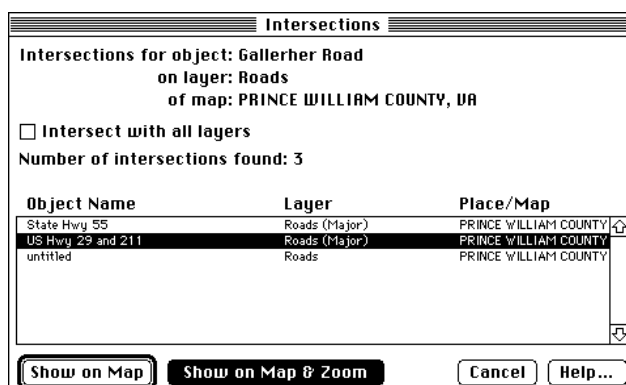 Intersections
Intersections for object: Gallerher Road
on layer: Roads
of map: PRINCE WILLIAM COUNTY, VA
Intersect with all layers
Number of intersections found: 3
Object Name Layer Place/Map
State Hwy 55 Roads (Major) PRINCE WILLIAM COUNTY
US Hwy 29 and 211 Roads (Major) PRINCE WILLIAM COUNTY
untitled Roads PRINCE WILLIAM COUNTY
Show on Map Show on Map & Zoom Cancel Help...